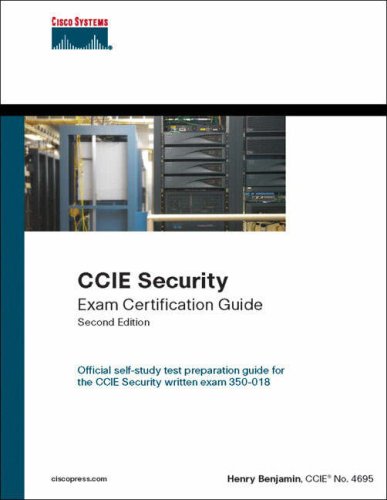 CISCO SYSTEMS
CCIE Security
Exam Certification Guide
Second Edition
Official self-study test preparation guide for
the CCIE Security written exam 350-018
ciscopress.com
Henry Benjamin, CCIE® No. 4695